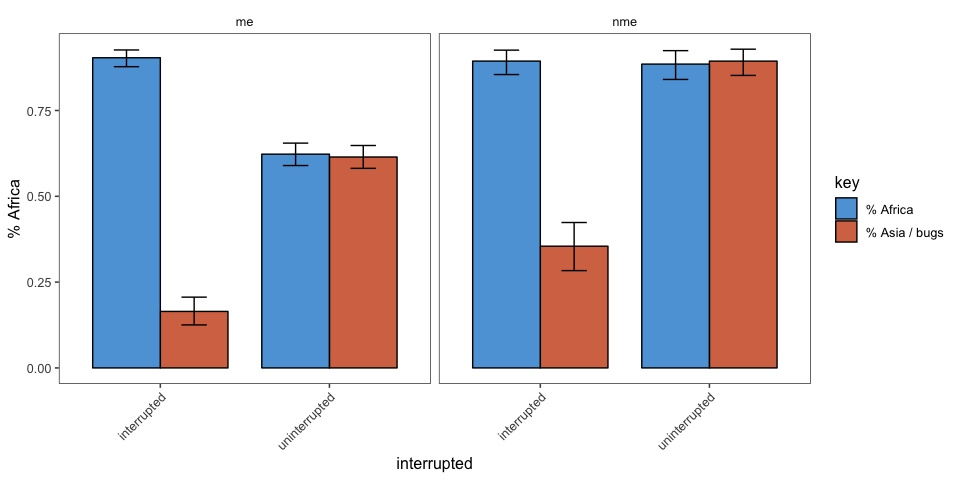 me
nme
% Africa
0.75
0.50
0.25
0.00
interrupted
uninterrupted
interrupted
uninterrupted
interrupted
key
% Africa
% Asia / bugs